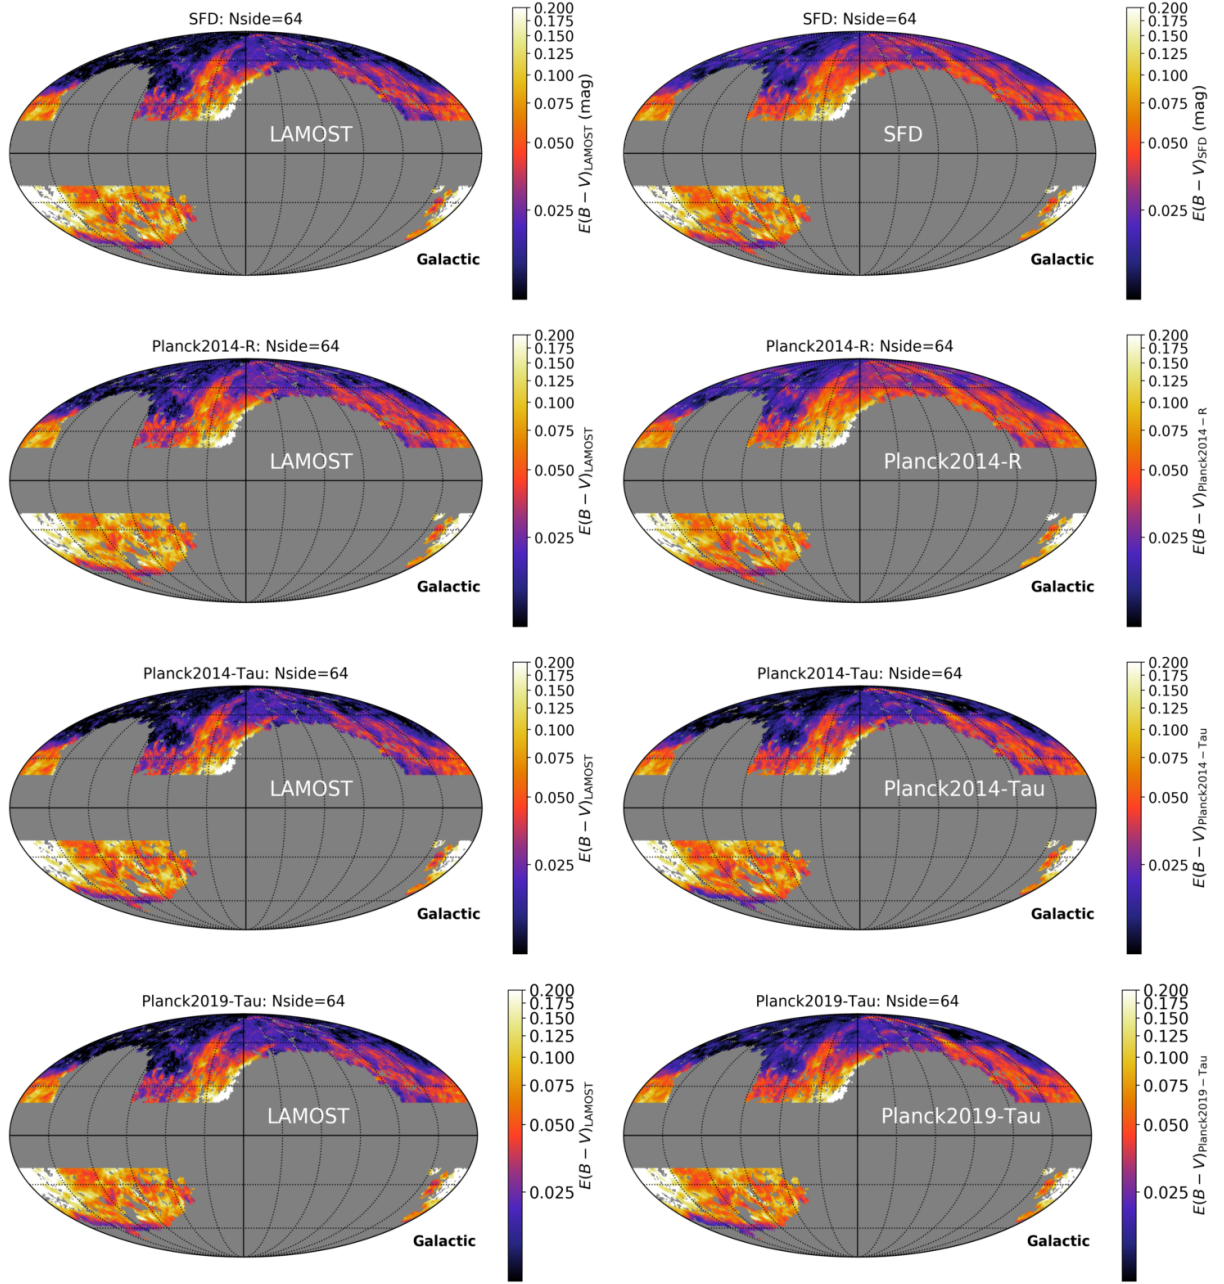 SFD: Nside=64
LAMOST
Galactic
0.200
0.175
0.150
0.125
0.100
0.075
0.050
0.025
E(B − V)LAMOST (mag)
SFD: Nside=64
SFD
Galactic
0.200
0.175
0.150
0.125
0.100
0.075
0.050
0.025
E(B − V)SFD (mag)
Planck2014-R: Nside=64
LAMOST
Galactic
0.200
0.175
0.150
0.125
0.100
0.075
0.050
0.025
E(B − V)LAMOST
Planck2014-R: Nside=64
Planck2014-R
Galactic
0.200
0.175
0.150
0.125
0.100
0.075
0.050
0.025
E(B − V)Planck2014 − R
Planck2014-Tau: Nside=64
LAMOST
Galactic
0.200
0.175
0.150
0.125
0.100
0.075
0.050
0.025
E(B − V)LAMOST
Planck2014-Tau: Nside=64
Planck2014-Tau
Galactic
0.200
0.175
0.150
0.125
0.100
0.075
0.050
0.025
E(B − V)Planck2014 − Tau
Planck2019-Tau: Nside=64
LAMOST
Galactic
0.200
0.175
0.150
0.125
0.100
0.075
0.050
0.025
E(B − V)LAMOST
Planck2019-Tau: Nside=64
Planck2019-Tau
Galactic
0.200
0.175
0.150
0.125
0.100
0.075
0.050
0.025
E(B − V)Planck2019 − Tau